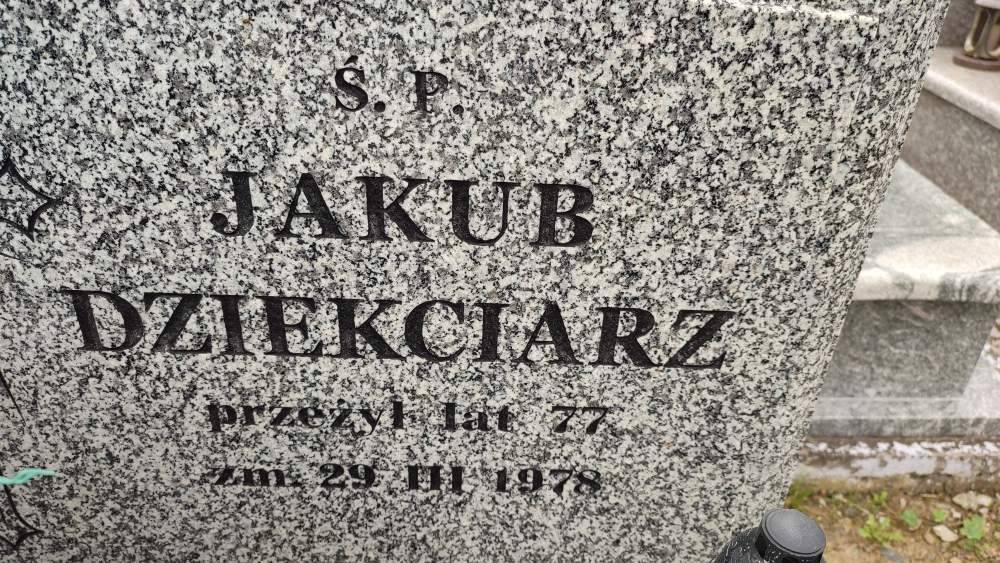 Ś. P.
JAKUB
DZIEKCIARZ
przeżył lat 77
zm. 29 III 1978